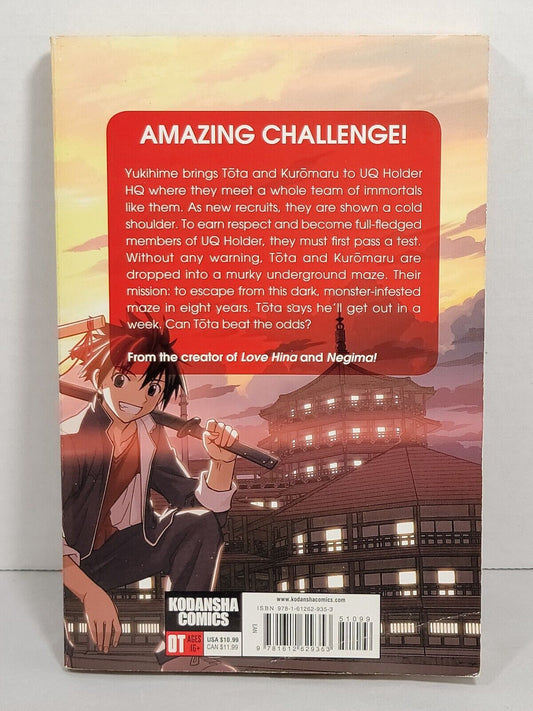 AMAZING CHALLENGE!
Yukihime brings Tōta and Kurōmaru to UQ Holder
HQ where they meet a whole team of immortals
like them. As new recruits, they are shown a cold
shoulder. To earn respect and become full-fledged
members of UQ Holder, they must first pass a test.
Without any warning, Tōta and Kurōmaru are
dropped into a murky underground maze. Their
mission: to escape from this dark, monster-infested
maze in eight years. Tōta says he'll get out in a
week. Can Tōta beat the odds?
From the creator of Love Hina and Negima!
KODANSHA
COMICS
OT AGES
16+
USA $10.99
CAN $11.99
www.kodanshacomics.com
ISBN 978-1-61262-935-3
51099
EAN
9 781612 629353